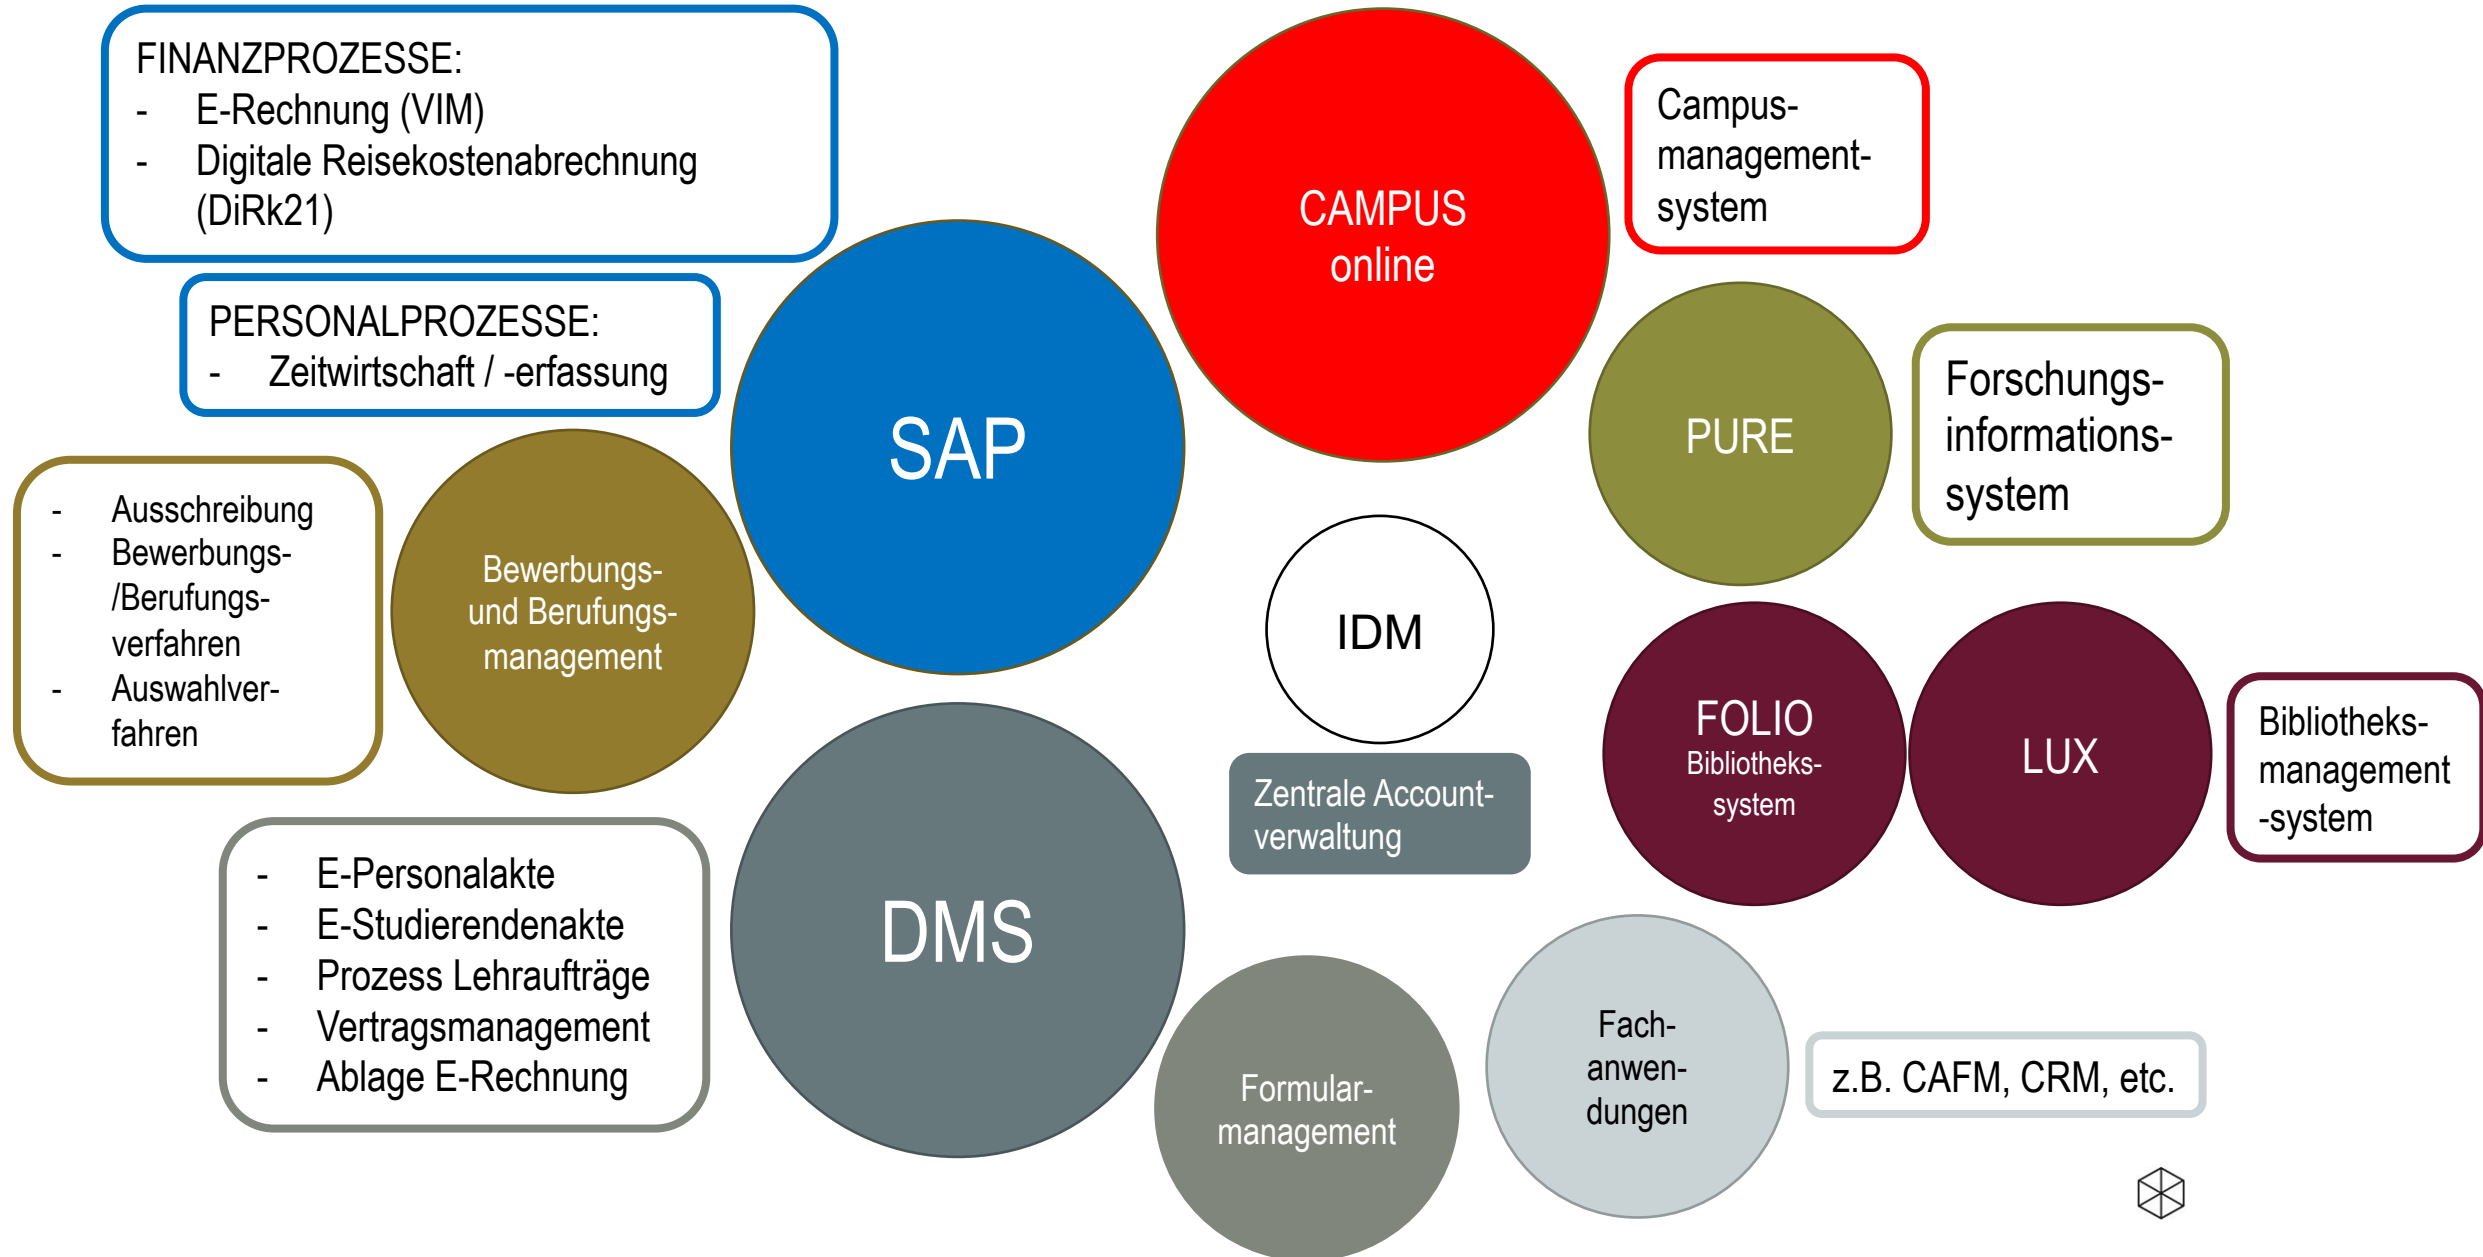 FINANZPROZESSE:
- E-Rechnung (VIM)
- Digitale Reisekostenabrechnung
(DiRk21)
PERSONALPROZESSE:
- Zeitwirtschaft / -erfassung
SAP
CAMPUS
online
Campus-
management-
system
PURE
Forschungs-
informations-
system
- Ausschreibung
- Bewerbungs-
/Berufungs-
verfahren
- Auswahlver-
fahren
Bewerbungs-
und Berufungs-
management
IDM
Zentrale Account-
verwaltung
FOLIO
Bibliotheks-
system
LUX
Bibliotheks-
management
-system
- E-Personalakte
- E-Studierendenakte
- Prozess Lehraufträge
- Vertragsmanagement
- Ablage E-Rechnung
DMS
Formular-
management
Fach-
anwen-
dungen
z.B. CAFM, CRM, etc.